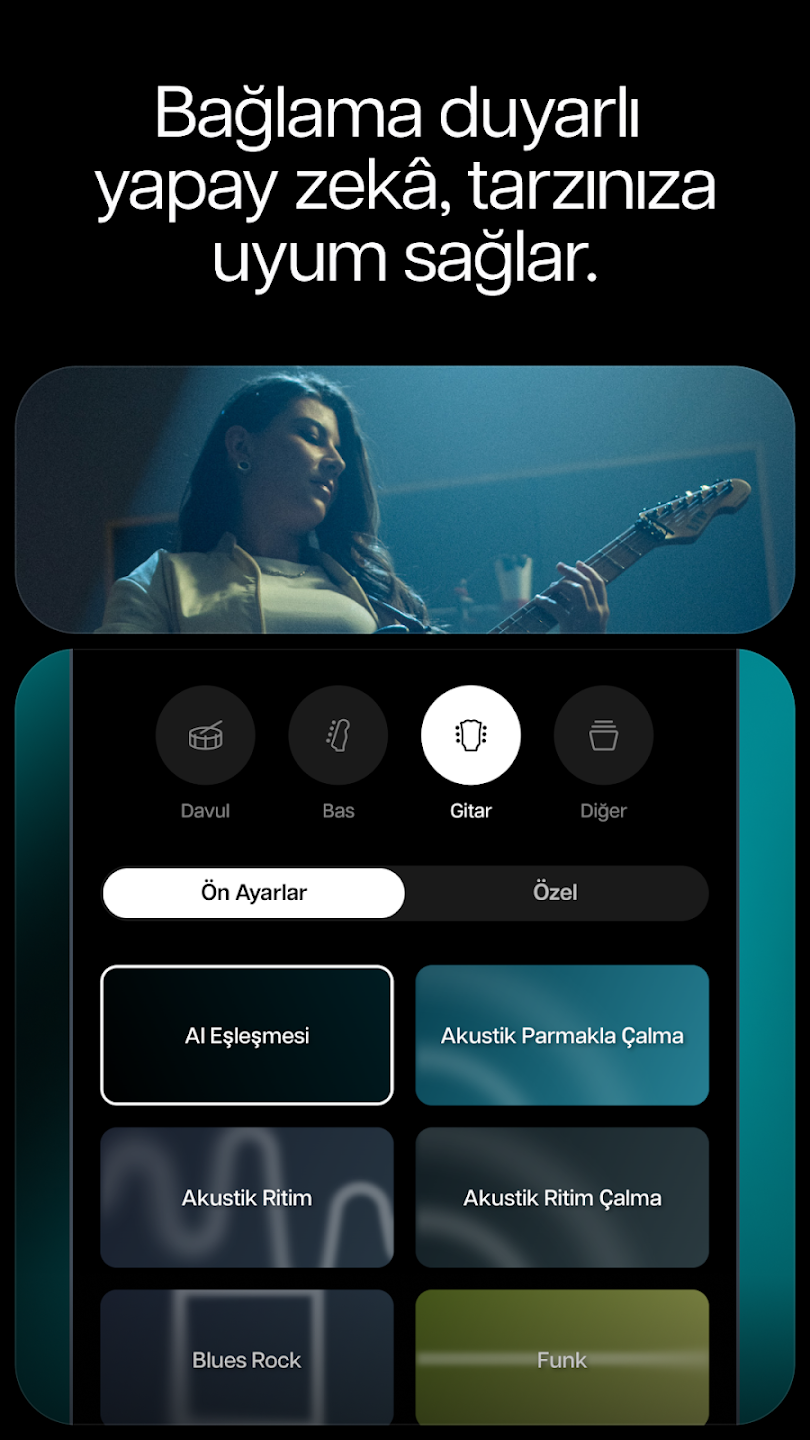 Bağlama duyarlı
yapay zekâ, tarzınıza
uyum sağlar.
Davul
Bas
Gitar
Diğer
Ön Ayarlar
Özel
AI Eşleşmesi
Akustik Parmakla Çalma
Akustik Ritim
Akustik Ritim Çalma
Blues Rock
Funk